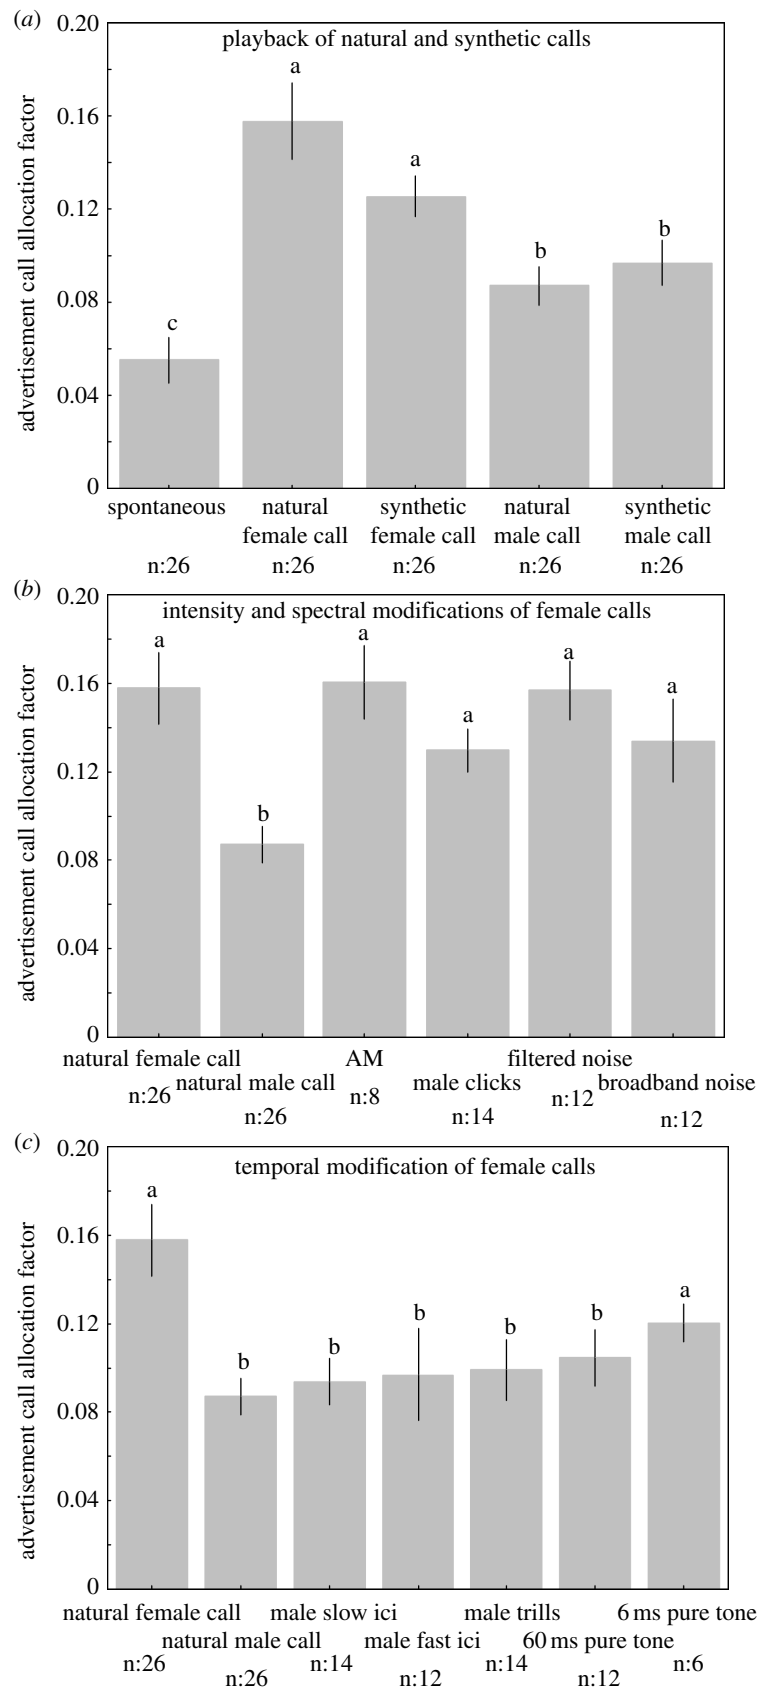 (a)
0.20
playback of natural and synthetic calls
a
0.16
a
0.12
b
b
0.08
c
0.04
0
advertisement call allocation factor
spontaneous natural synthetic natural synthetic
female call female call male call male call
n:26 n:26 n:26 n:26 n:26
(b)
0.20
intensity and spectral modifications of female calls
a
a
a
0.16
a
a
0.12
b
0.08
0.04
0
advertisement call allocation factor
natural female call AM filtered noise
natural male call male clicks broadband noise
n:26 n:8 n:12
n:26 n:14 n:12
(c)
0.20
temporal modification of female calls
a
0.16
a
0.12
b
b
b
b
b
0.08
0.04
0
advertisement call allocation factor
natural female call male slow ici male trills 6 ms pure tone
natural male call male fast ici 60 ms pure tone
n:26 n:14 n:14 n:6
n:26 n:12 n:12